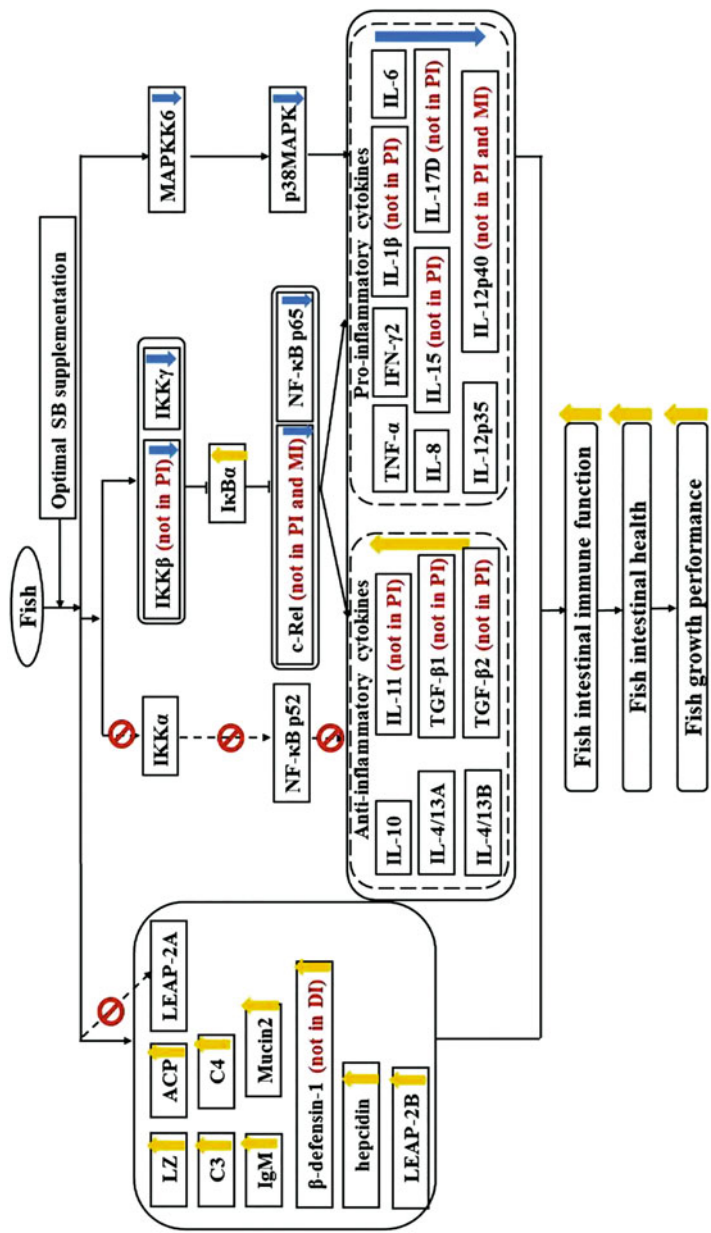 Fish
Optimal SB supplementation
LZ
ACP
LEAP-2A
C3
C4
IgM
Mucin2
β-defensin-1 (not in DI)
hepcidin
LEAP-2B
IKKα
NF-κB p52
IKKβ (not in PI)
IKKγ
IκBα
c-Rel (not in PI and MI)
NF-κB p65
MAPKK6
p38MAPK
Anti-inflammatory cytokines
IL-10
IL-11 (not in PI)
IL-4/13A
TGF-β1 (not in PI)
IL-4/13B
TGF-β2 (not in PI)
Pro-inflammatory cytokines
TNF-α
IFN-γ2
IL-1β (not in PI)
IL-6
IL-8
IL-15 (not in PI)
IL-17D (not in PI)
IL-12p35
IL-12p40 (not in PI and MI)
Fish intestinal immune function
Fish intestinal health
Fish growth performance